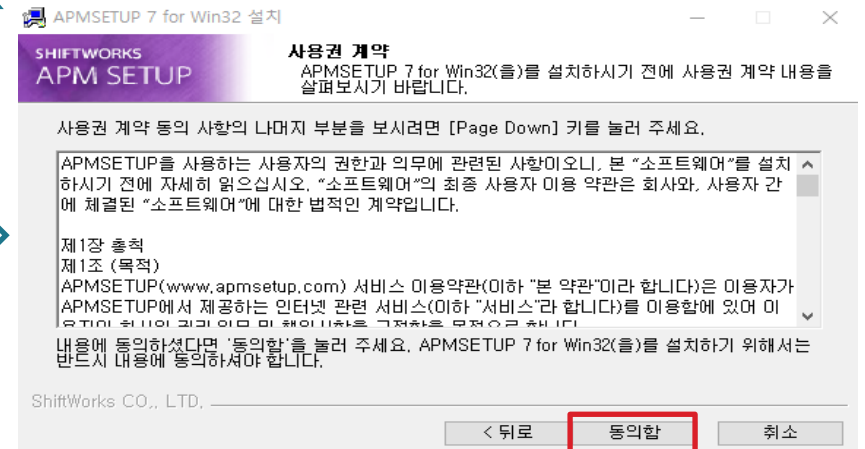 APMSETUP 7 for Win32 설치
SHIFTWORKS
APM SETUP
사용권 계약
APMSETUP 7 for Win32(을)를 설치하시기 전에 사용권 계약 내용을
살펴보시기 바랍니다.
사용권 계약 동의 사항의 나머지 부분을 보시려면 [Page Down] 키를 눌러 주세요.
APMSETUP을 사용하는 사용자의 권한과 의무에 관련된 사항이오니, 본 “소프트웨어”를 설치
하시기 전에 자세히 읽으십시오. “소프트웨어”의 최종 사용자 이용 약관은 회사와, 사용자 간
에 체결된 “소프트웨어”에 대한 법적인 계약입니다.
제1장 총칙
제1조 (목적)
APMSETUP(www.apmsetup.com) 서비스 이용약관(이하 "본 약관"이라 합니다)은 이용자가
APMSETUP에서 제공하는 인터넷 관련 서비스(이하 "서비스"라 합니다)를 이용함에 있어 이
내용에 동의하셨다면 '동의함'을 눌러 주세요. APMSETUP 7 for Win32(을)를 설치하기 위해서는
반드시 내용에 동의하셔야 합니다.
ShiftWorks CO., LTD.
< 뒤로
동의함
취소